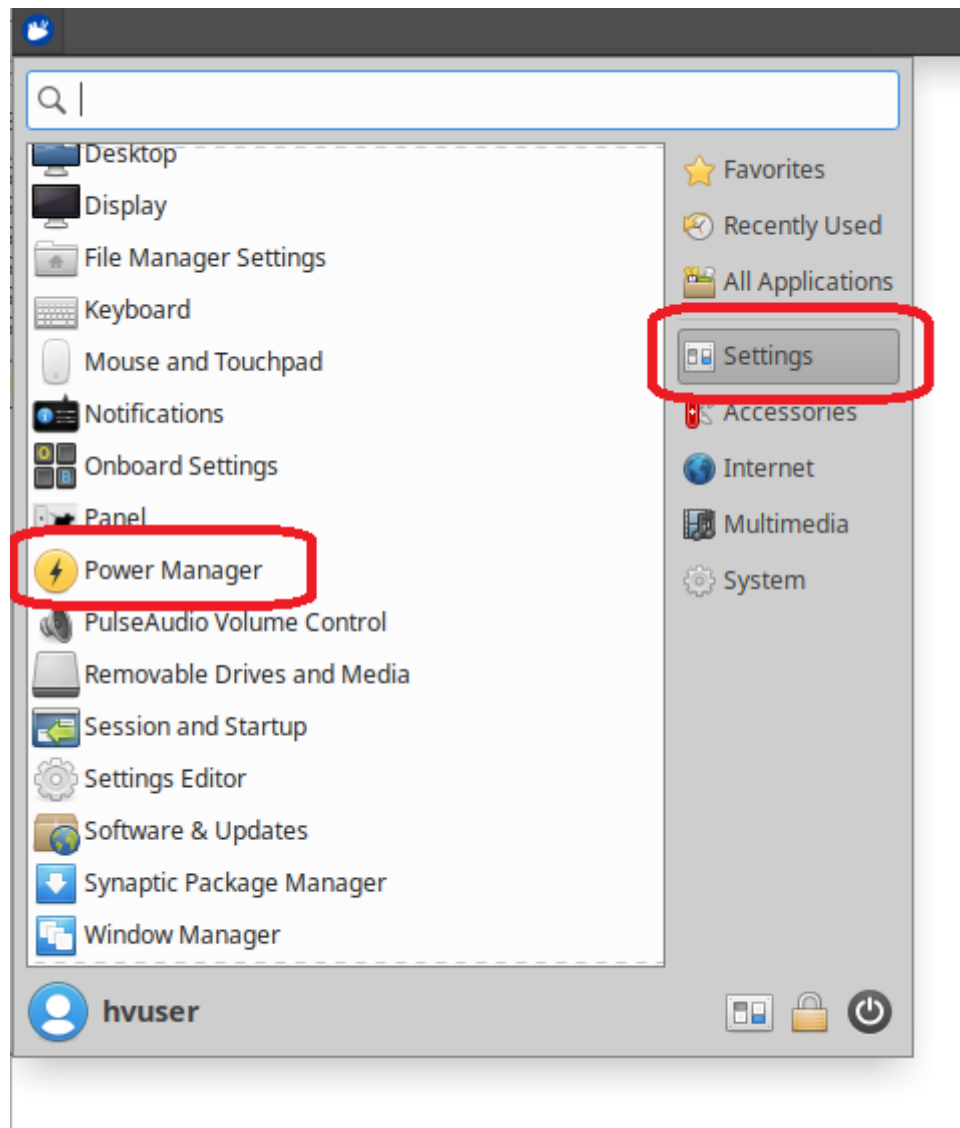 Desktop
Display
File Manager Settings
Keyboard
Mouse and Touchpad
Notifications
Onboard Settings
Panel
Power Manager
PulseAudio Volume Control
Removable Drives and Media
Session and Startup
Settings Editor
Software & Updates
Synaptic Package Manager
Window Manager
Favorites
Recently Used
All Applications
Settings
Accessories
Internet
Multimedia
System
hvuser